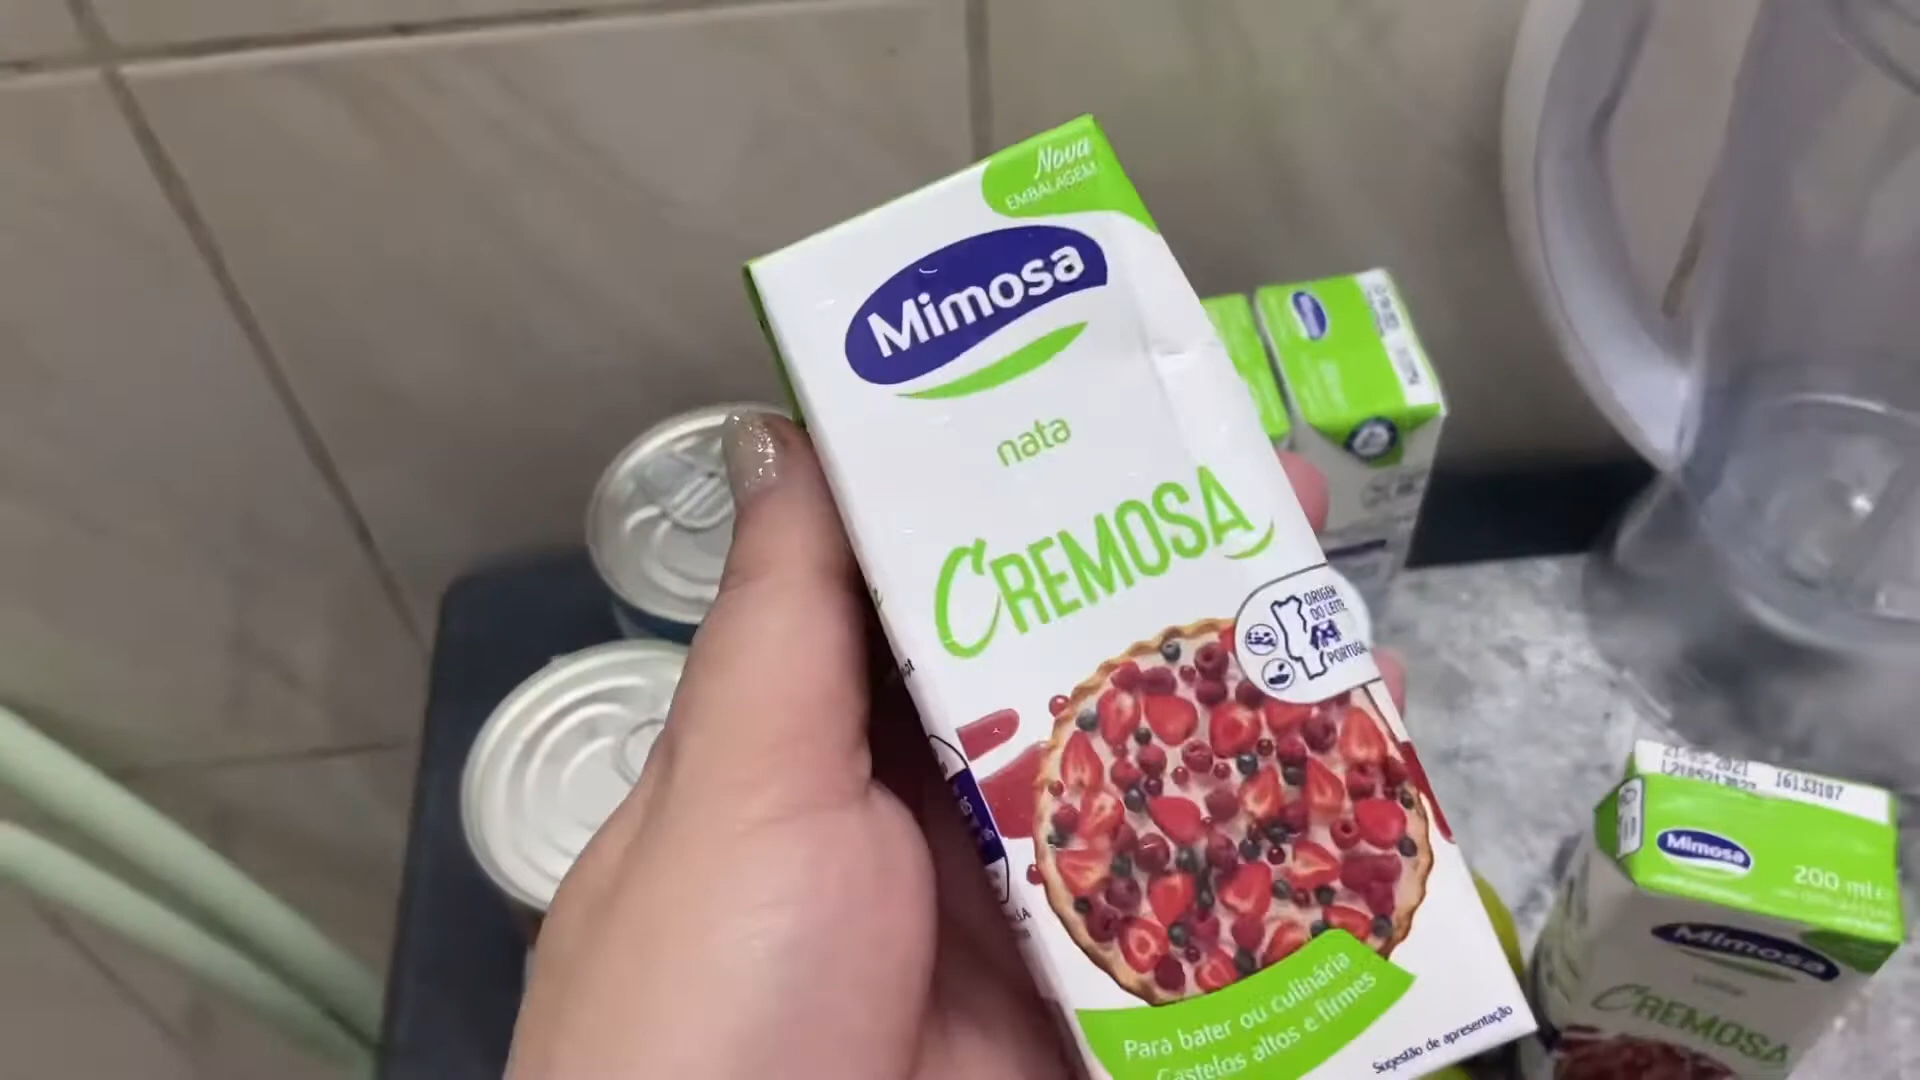 Nova
EMBALAGEM
Mimosa
nata
CREMOSA
ORIGEM
DO LEITE
PORTUGAL
Para bater ou culinária
Castelos altos e firmes
Sugestão de apresentação
16133107
Mimosa
200 ml e
Mimosa
CREMOSA